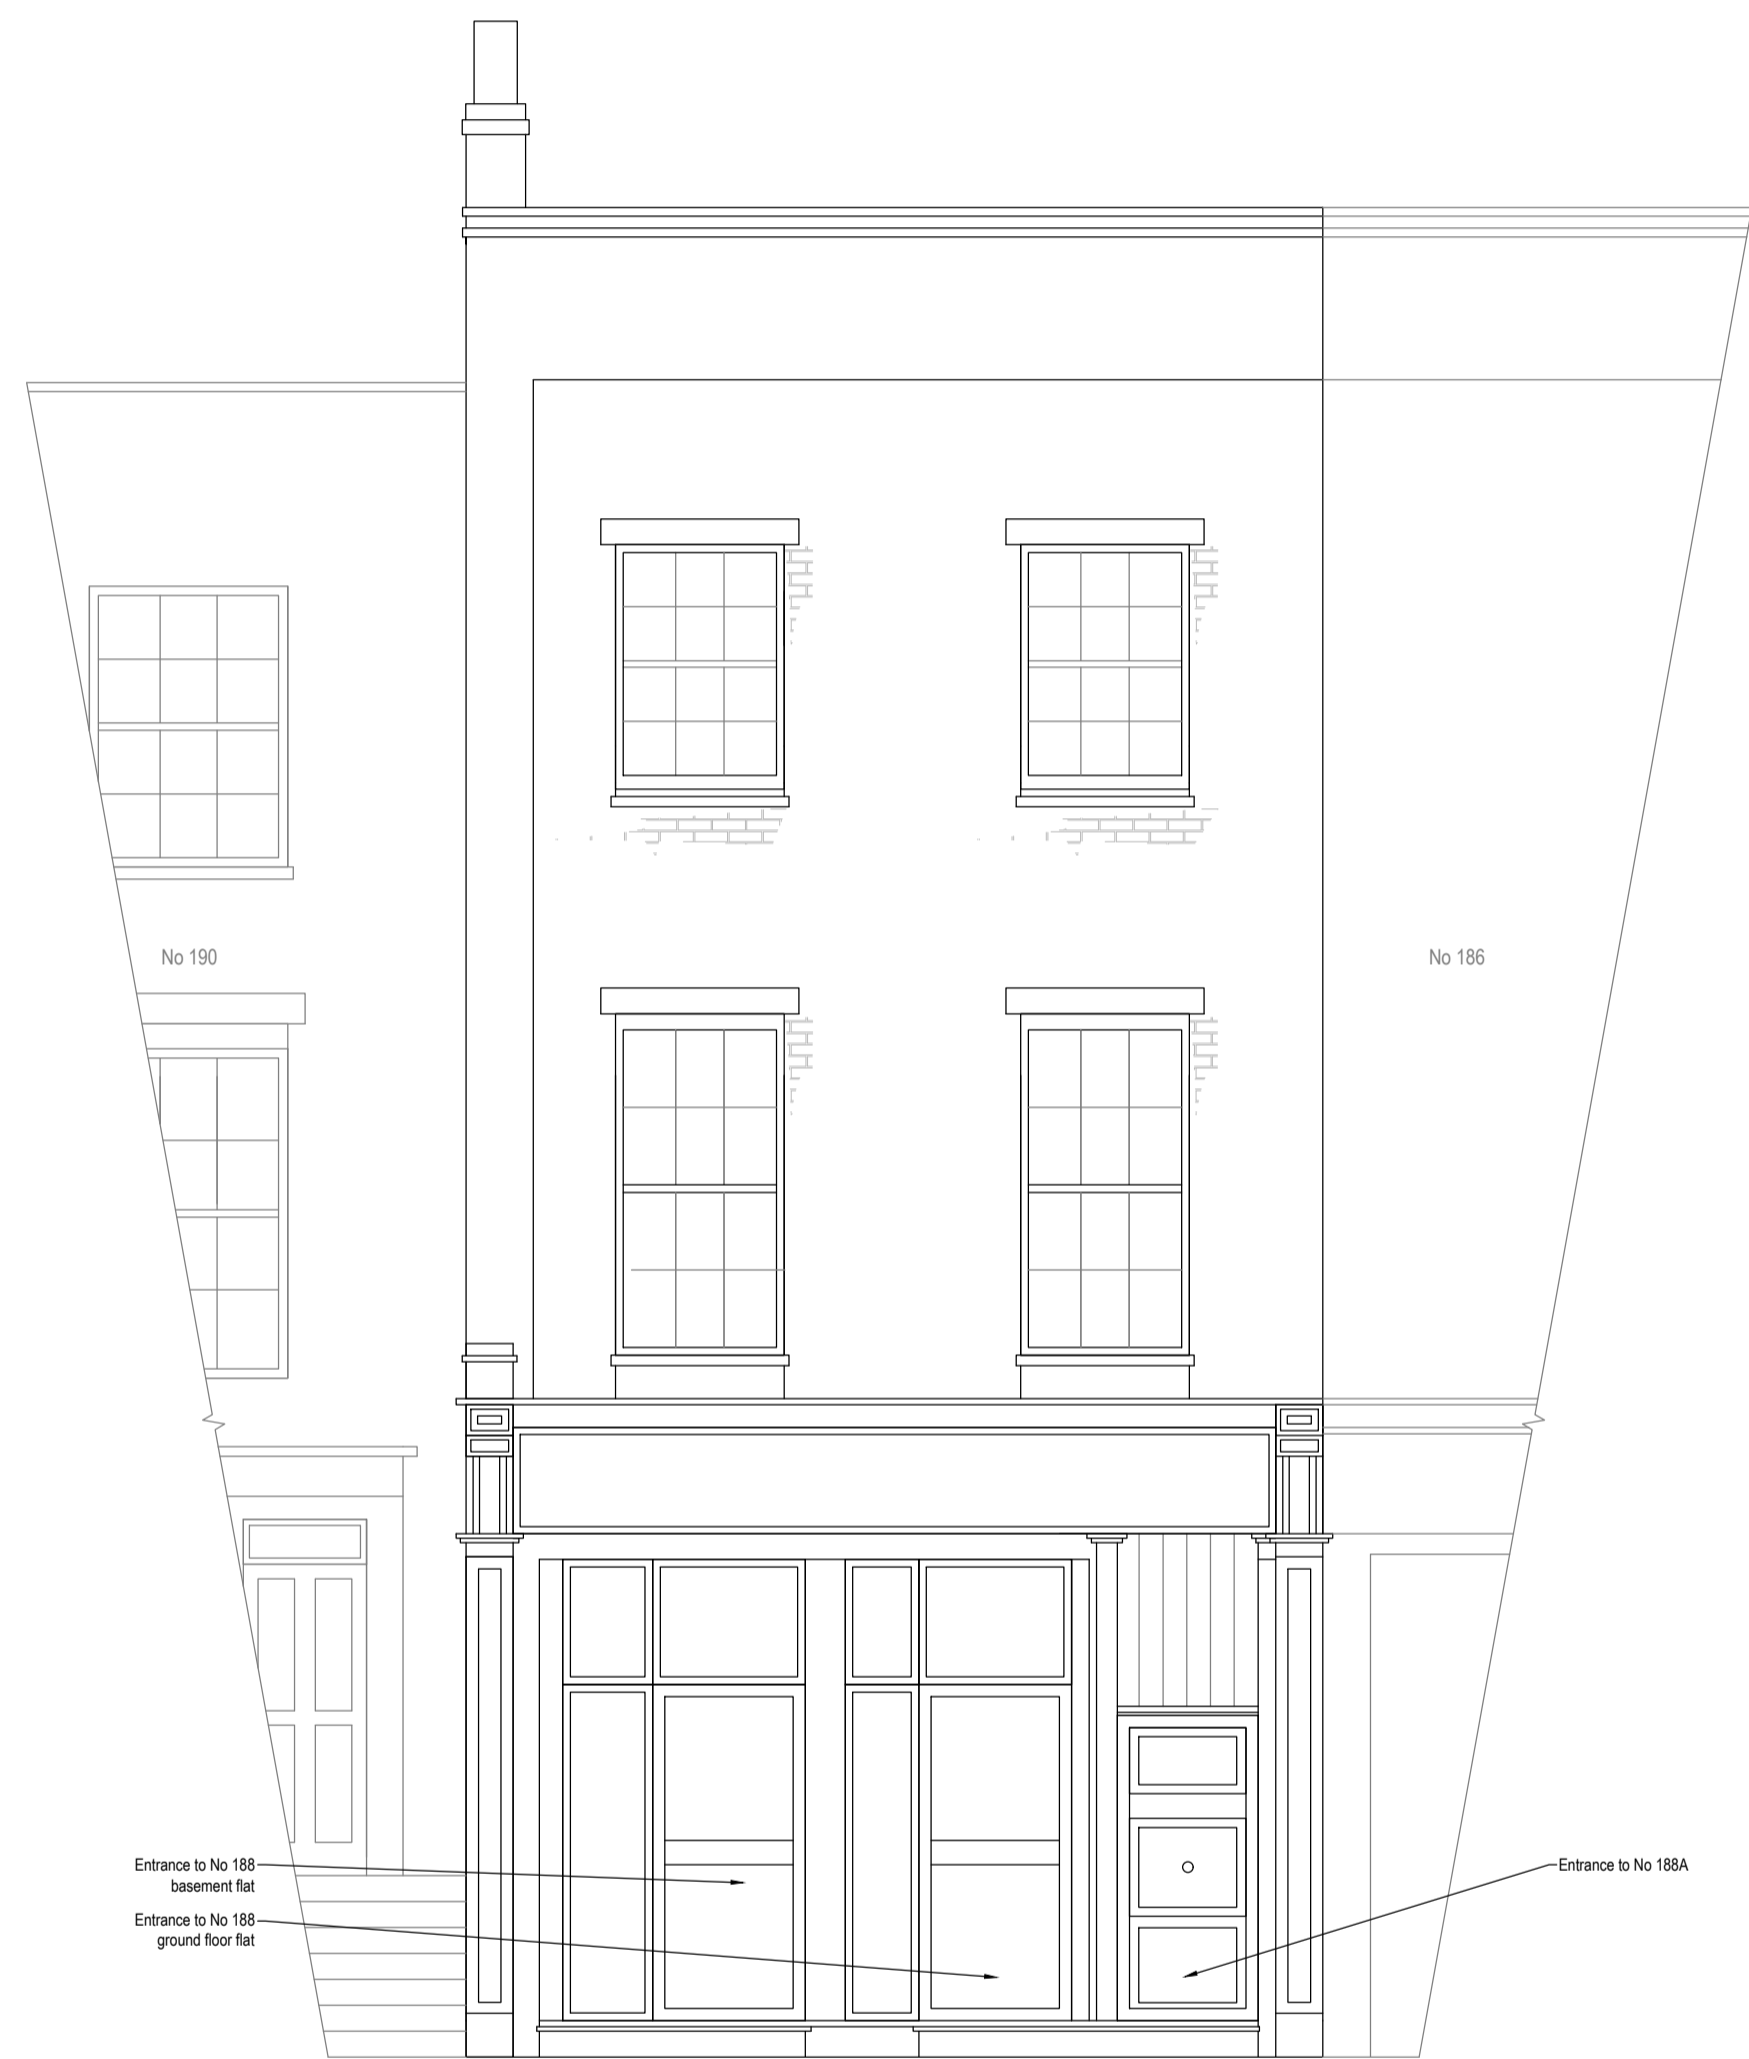 No 190
No 186
Entrance to No 188
basement flat
Entrance to No 188
ground floor flat
Entrance to No 188A